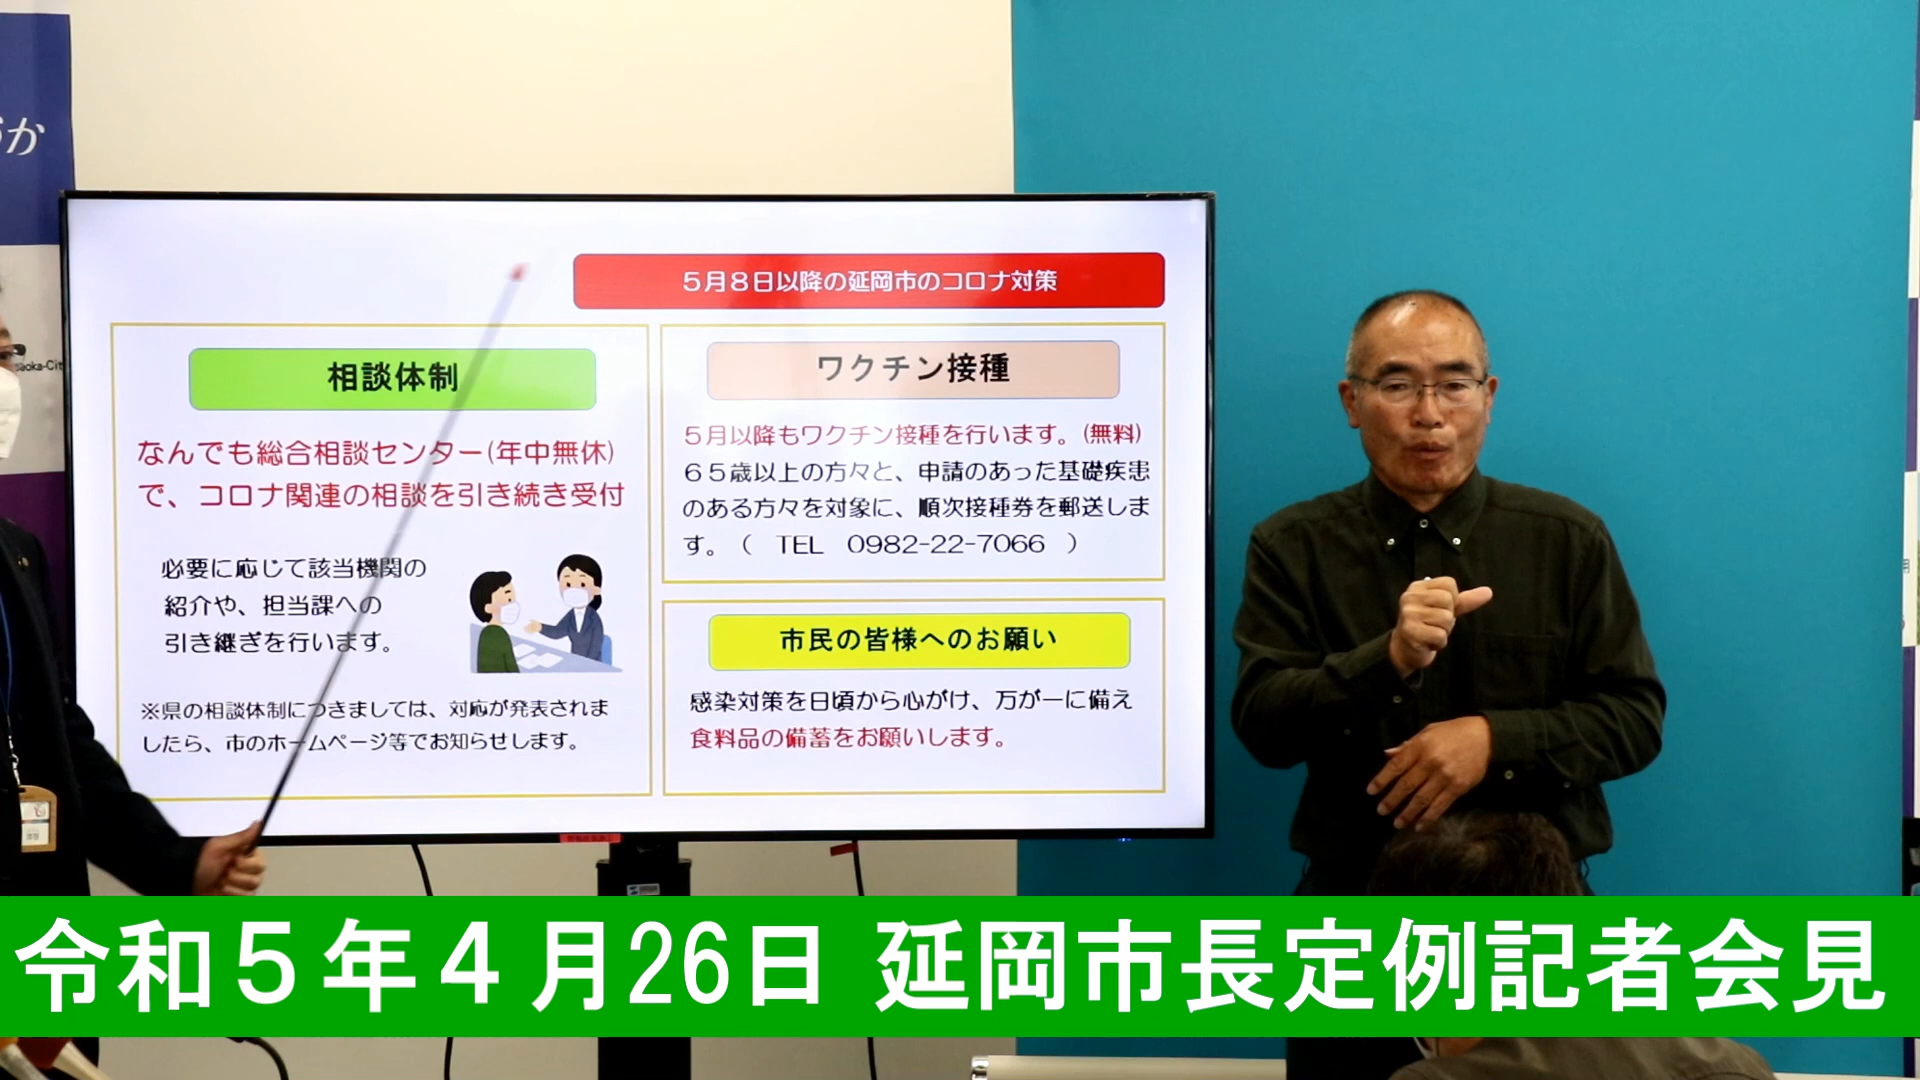 か
aoka-Cit
５月８日以降の延岡市のコロナ対策
相談体制
なんでも総合相談センター(年中無休)
で、コロナ関連の相談を引き続き受付
必要に応じて該当機関の
紹介や、担当課への
引き継ぎを行います。
※県の相談体制につきましては、対応が発表されま
したら、市のホームページ等でお知らせします。
ワクチン接種
５月以降もワクチン接種を行います。(無料)
６５歳以上の方々と、申請のあった基礎疾患
のある方々を対象に、順次接種券を郵送しま
す。（ TEL 0982-22-7066 ）
市民の皆様へのお願い
感染対策を日頃から心がけ、万が一に備え
食料品の備蓄をお願いします。
令和５年４月26日 延岡市長定例記者会見